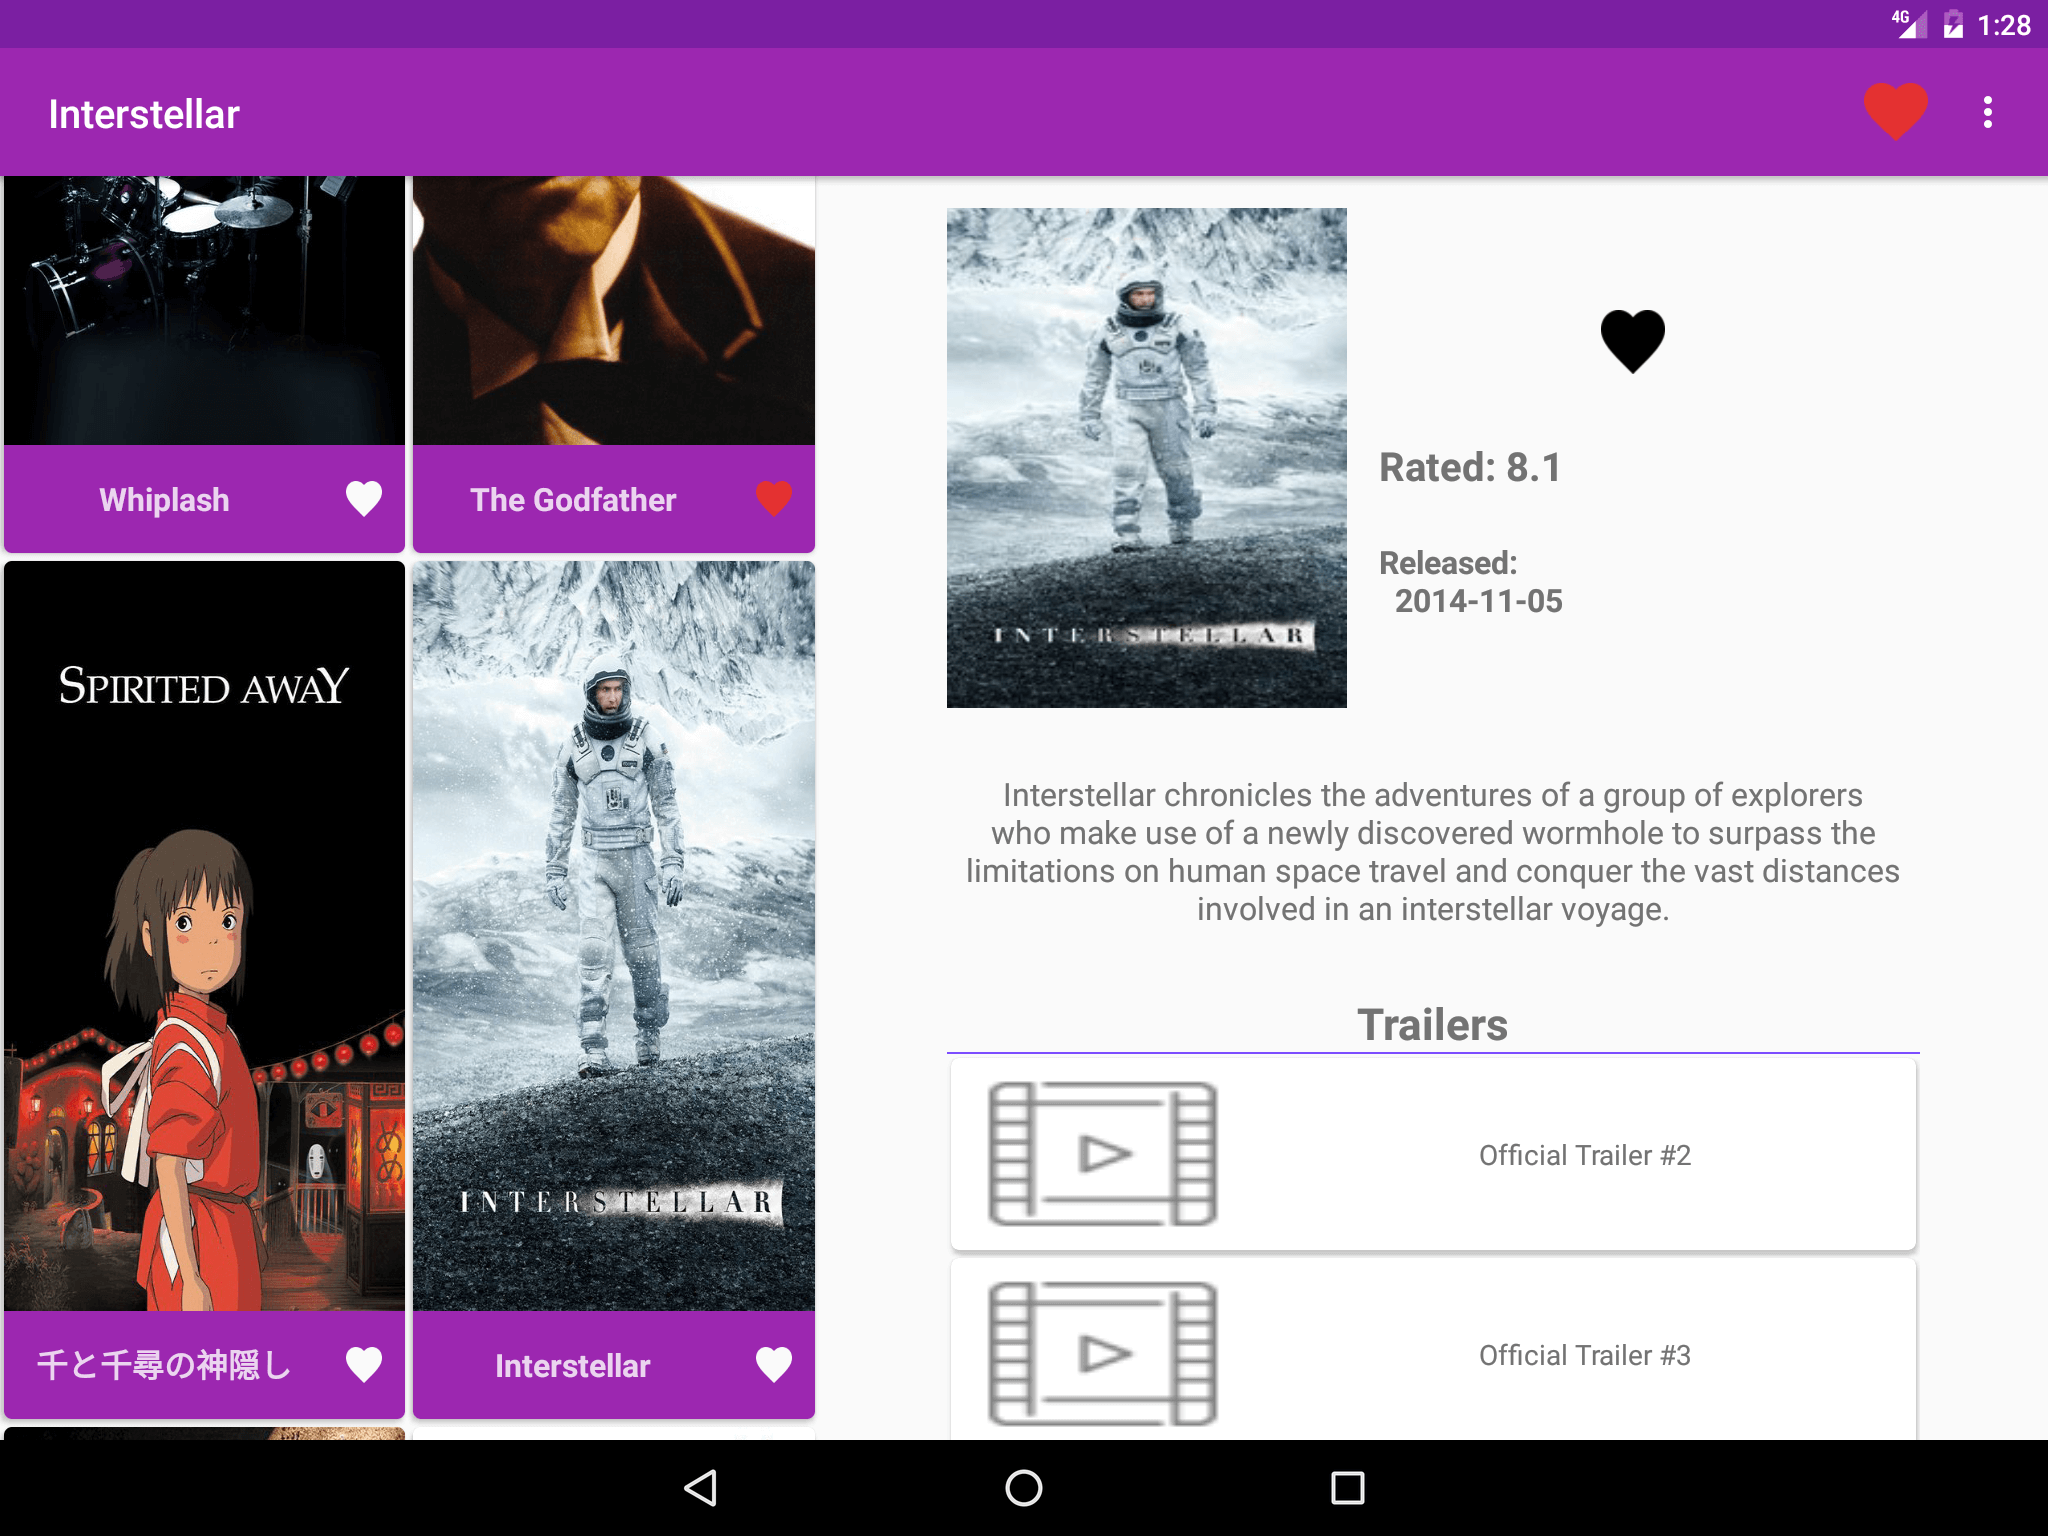 4G 1:28
Interstellar
Whiplash
The Godfather
SPIRITED AWAY
千と千尋の神隠し
INTERSTELLAR
Interstellar
INTERSTELLAR
Rated: 8.1
Released:
2014-11-05
Interstellar chronicles the adventures of a group of explorers
who make use of a newly discovered wormhole to surpass the
limitations on human space travel and conquer the vast distances
involved in an interstellar voyage.
Trailers
Official Trailer #2
Official Trailer #3